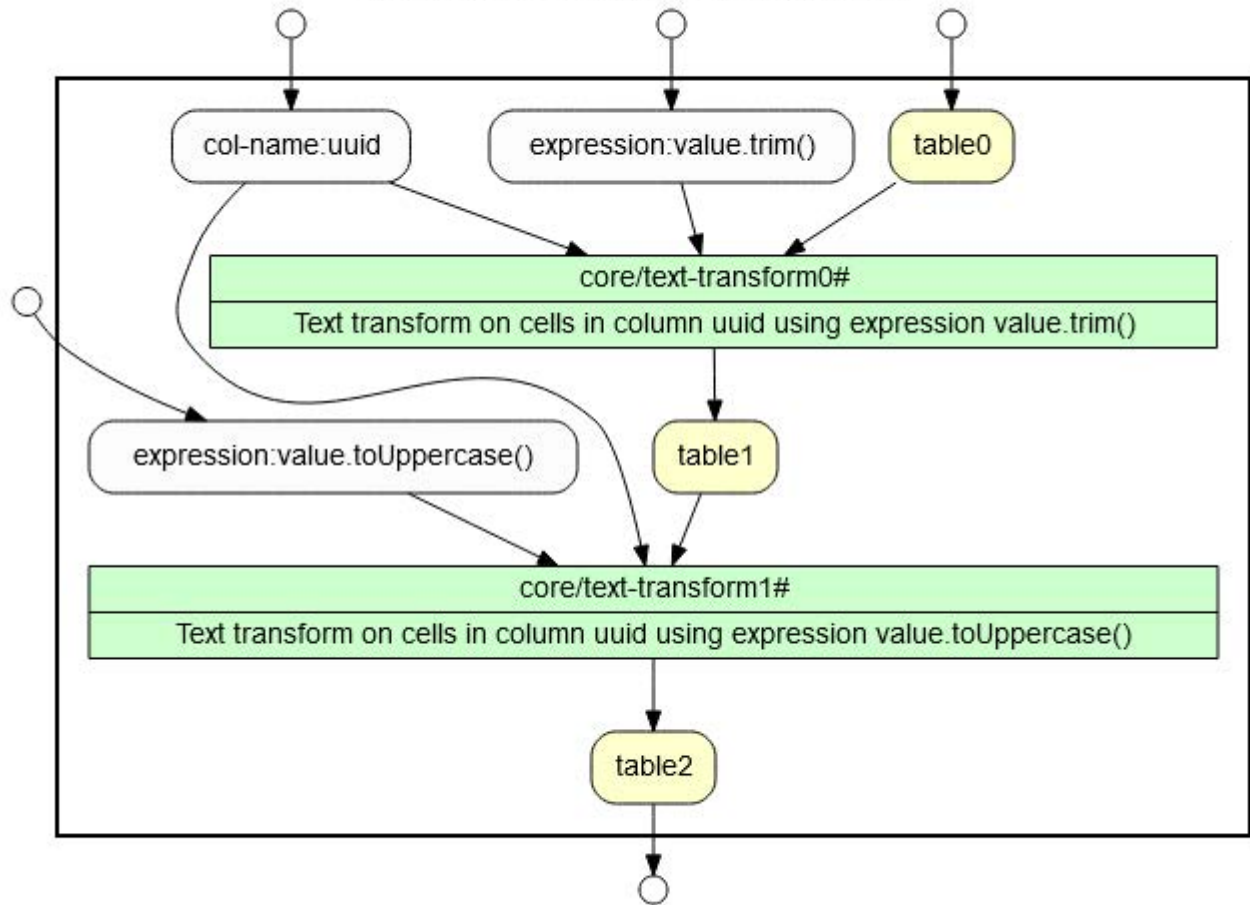 col-name:uuid
expression:value.trim()
table0
core/text-transform0#
Text transform on cells in column uuid using expression value.trim()
expression:value.toUppercase()
table1
core/text-transform1#
Text transform on cells in column uuid using expression value.toUppercase()
table2